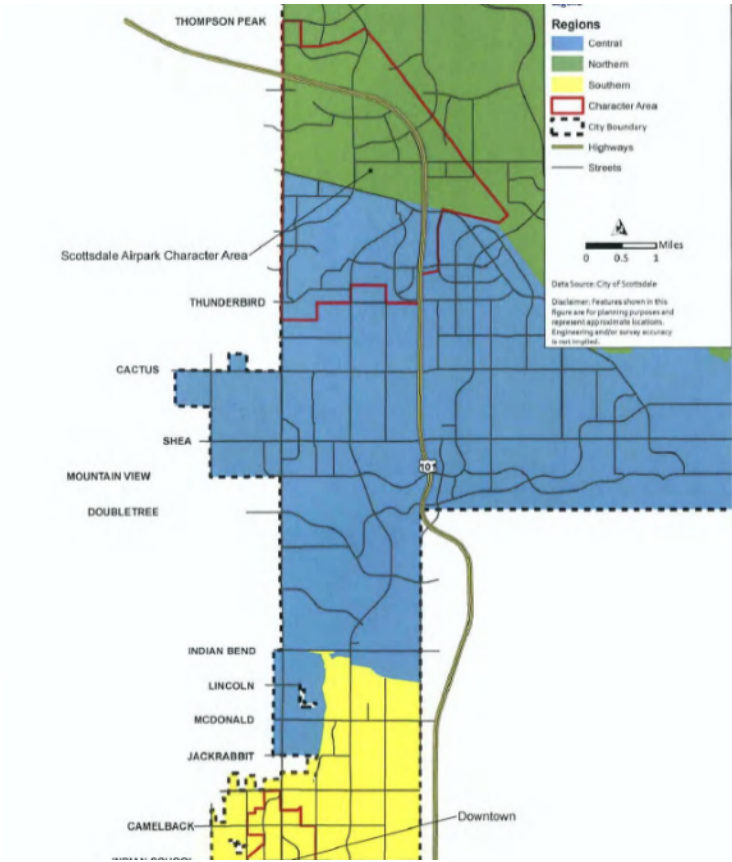 THOMPSON PEAK
Regions
Central
Northern
Southern
Character Area
City Boundary
Highways
Streets
Miles
0 0.5 1
Data Source: City of Scottsdale
Disclaimer: Features shown in this
figure are for planning purposes and
represent approximate locations.
Engineering and/or survey accuracy
is not implied.
Scottsdale Airpark Character Area
THUNDERBIRD
CACTUS
SHEA
101
MOUNTAIN VIEW
DOUBLETREE
INDIAN BEND
LINCOLN
MCDONALD
JACKRABBIT
Downtown
CAMELBACK